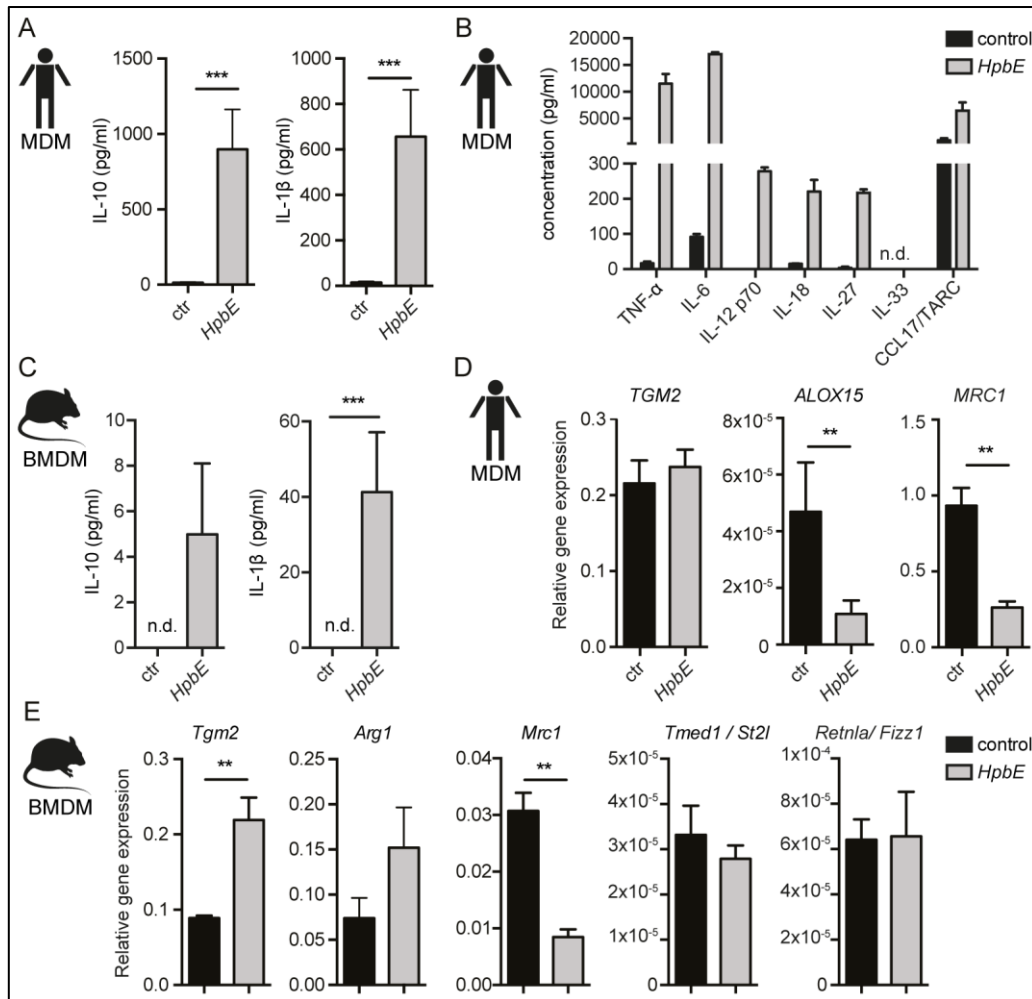 A
MDM
IL-10 (pg/ml)
1500
1000
500
0
***
ctr
HpbE
IL-1β (pg/ml)
1000
800
600
400
200
0
***
ctr
HpbE
B
MDM
concentration (pg/ml)
20000
15000
10000
5000
300
200
100
0
n.d.
TNF-α
IL-6
IL-12 p70
IL-18
IL-27
IL-33
CCL17/TARC
control
HpbE
C
BMDM
IL-10 (pg/ml)
10
8
6
4
2
0
n.d.
ctr
HpbE
IL-1β (pg/ml)
60
40
20
0
***
n.d.
ctr
HpbE
D
MDM
Relative gene expression
TGM2
0.3
0.2
0.1
0.0
ctr
HpbE
ALOX15
8x10-5
6x10-5
4x10-5
2x10-5
0
**
ctr
HpbE
MRC1
1.5
1.0
0.5
0.0
**
ctr
HpbE
E
BMDM
Relative gene expression
Tgm2
0.3
0.2
0.1
0.0
**
Arg1
0.25
0.20
0.15
0.10
0.05
0.00
Mrc1
0.04
0.03
0.02
0.01
0.00
**
Tmed1 / St2l
5x10-5
4x10-5
3x10-5
2x10-5
1x10-5
0
Retnla/ Fizz1
1x10-4
8x10-5
6x10-5
4x10-5
2x10-5
0
control
HpbE